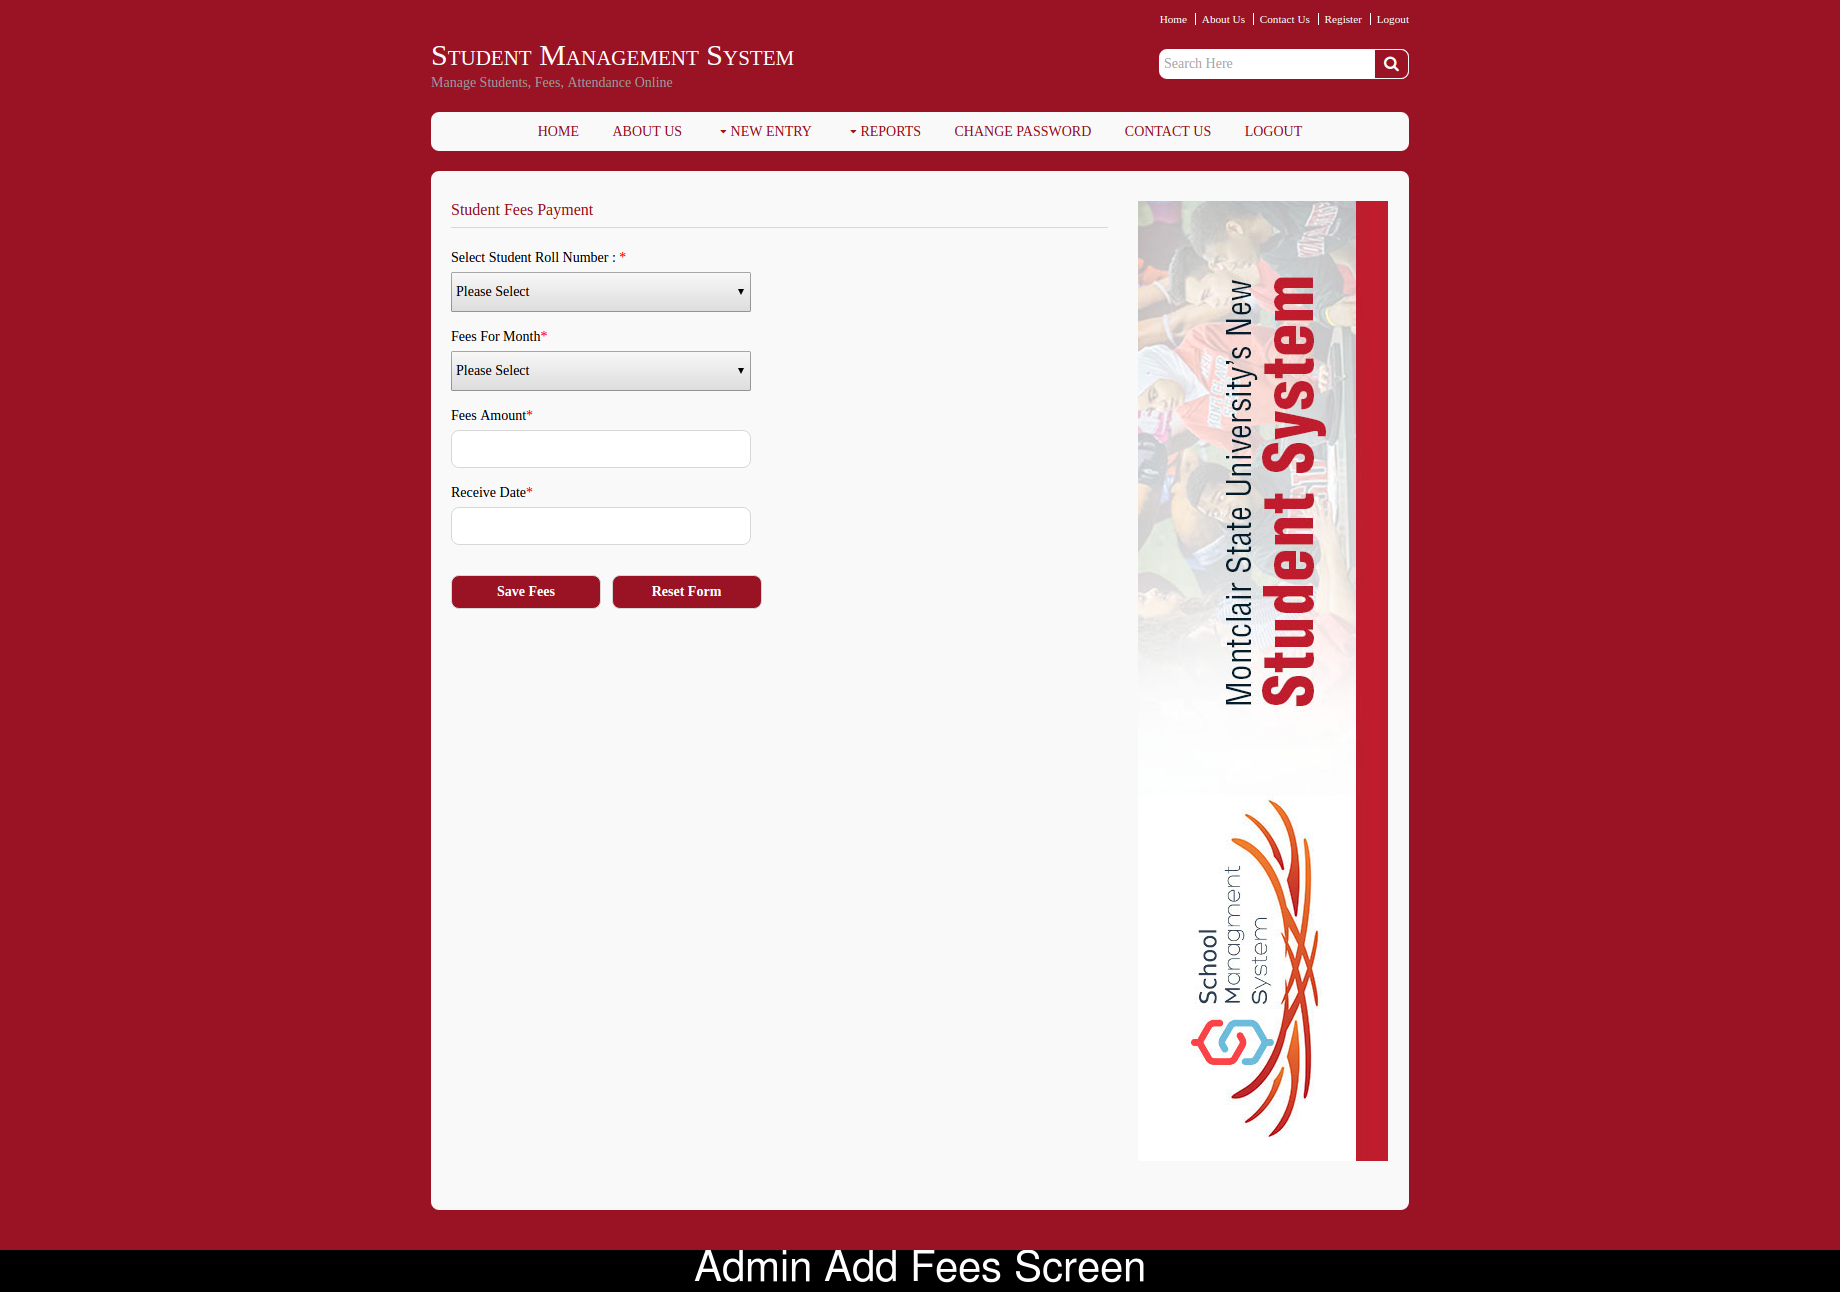 Home
About Us
Contact Us
Register
Logout
Student Management System
Manage Students, Fees, Attendance Online
Search Here
HOME
ABOUT US
NEW ENTRY
REPORTS
CHANGE PASSWORD
CONTACT US
LOGOUT
Student Fees Payment
Select Student Roll Number : *
Please Select
Fees For Month*
Please Select
Fees Amount*
Receive Date*
Save Fees
Reset Form
Montclair State University's New
Student System
School
Managment
System
Admin Add Fees Screen